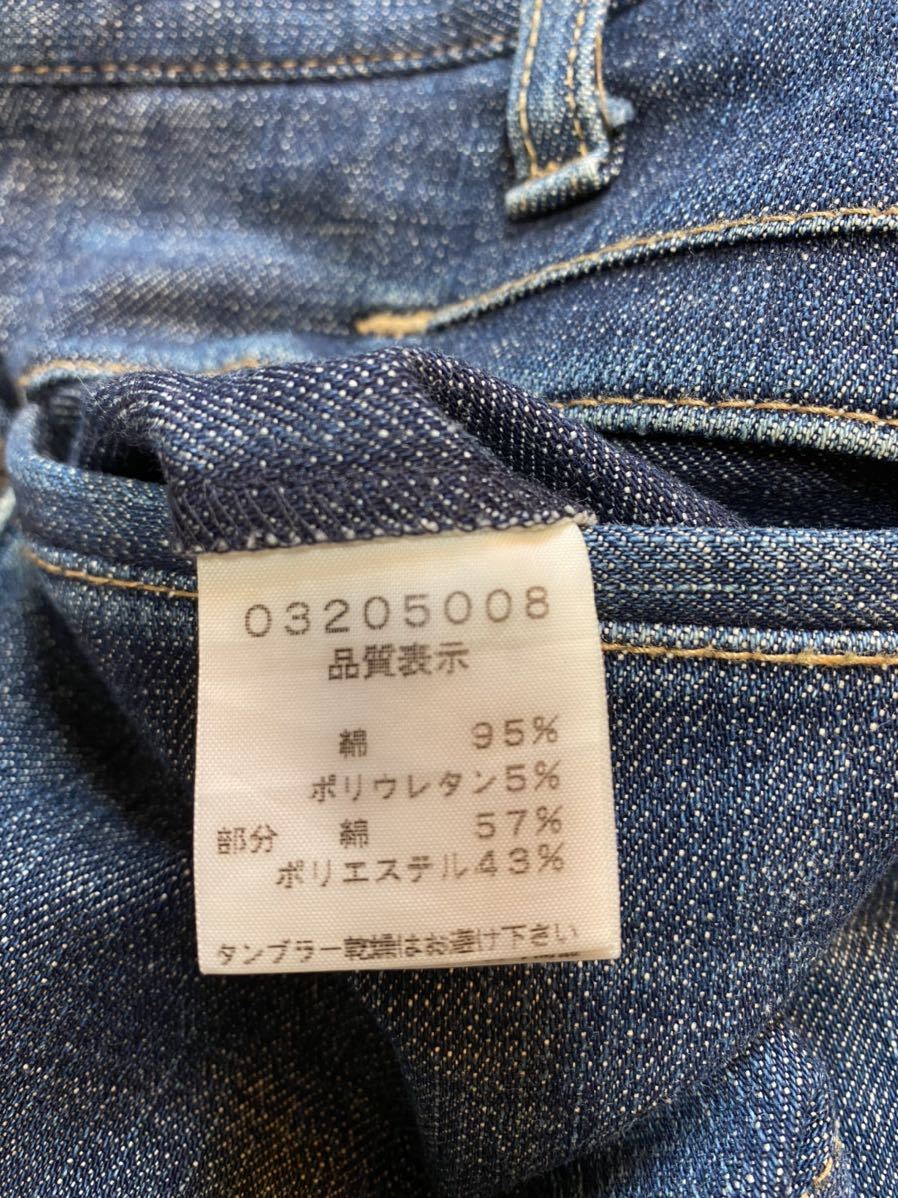 03205008
品質表示
綿 95%
ポリウレタン5%
部分 綿 57%
ポリエステル43%
タンブラー乾燥はお避け下さい